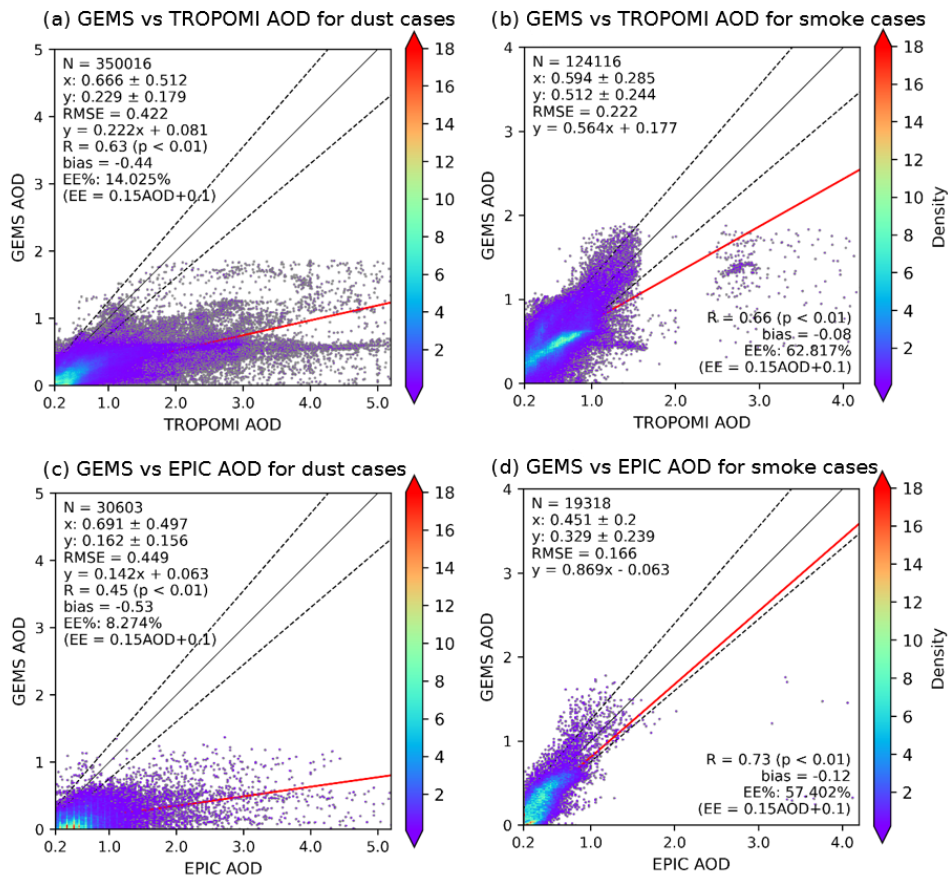 (a) GEMS vs TROPOMI AOD for dust cases
N = 350016
x: 0.666 ± 0.512
y: 0.229 ± 0.179
RMSE = 0.422
y = 0.222x + 0.081
R = 0.63 (p < 0.01)
bias = -0.44
EE%: 14.025%
(EE = 0.15AOD+0.1)
GEMS AOD
5
4
3
2
1
0
0.2
1.0
2.0
3.0
4.0
5.0
TROPOMI AOD
18
16
14
12
10
8
6
4
2
(b) GEMS vs TROPOMI AOD for smoke cases
N = 124116
x: 0.594 ± 0.285
y: 0.512 ± 0.244
RMSE = 0.222
y = 0.564x + 0.177
R = 0.66 (p < 0.01)
bias = -0.08
EE%: 62.817%
(EE = 0.15AOD+0.1)
GEMS AOD
4
3
2
1
0
0.2
1.0
2.0
3.0
4.0
TROPOMI AOD
18
16
14
12
10
8
6
4
2
Density
(c) GEMS vs EPIC AOD for dust cases
N = 30603
x: 0.691 ± 0.497
y: 0.162 ± 0.156
RMSE = 0.449
y = 0.142x + 0.063
R = 0.45 (p < 0.01)
bias = -0.53
EE%: 8.274%
(EE = 0.15AOD+0.1)
GEMS AOD
5
4
3
2
1
0
0.2
1.0
2.0
3.0
4.0
5.0
EPIC AOD
18
16
14
12
10
8
6
4
2
(d) GEMS vs EPIC AOD for smoke cases
N = 19318
x: 0.451 ± 0.2
y: 0.329 ± 0.239
RMSE = 0.166
y = 0.869x - 0.063
R = 0.73 (p < 0.01)
bias = -0.12
EE%: 57.402%
(EE = 0.15AOD+0.1)
GEMS AOD
4
3
2
1
0
0.2
1.0
2.0
3.0
4.0
EPIC AOD
18
16
14
12
10
8
6
4
2
Density